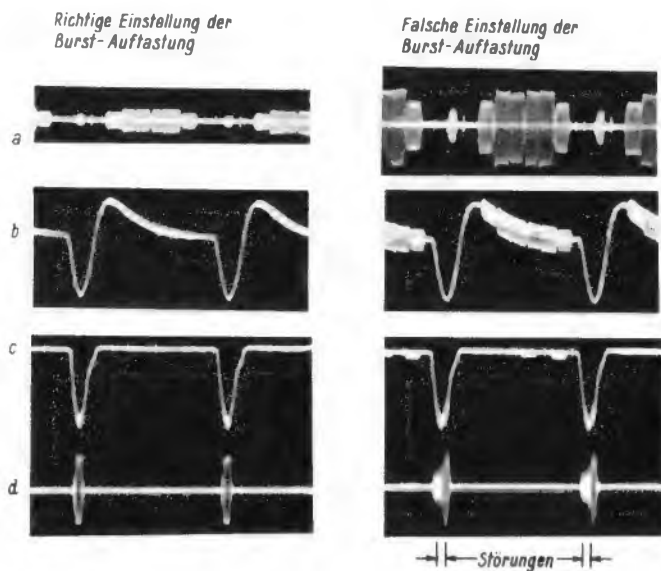 Richtige Einstellung der
Burst-Auftastung
Falsche Einstellung der
Burst-Auftastung
a
b
c
d
Störungen